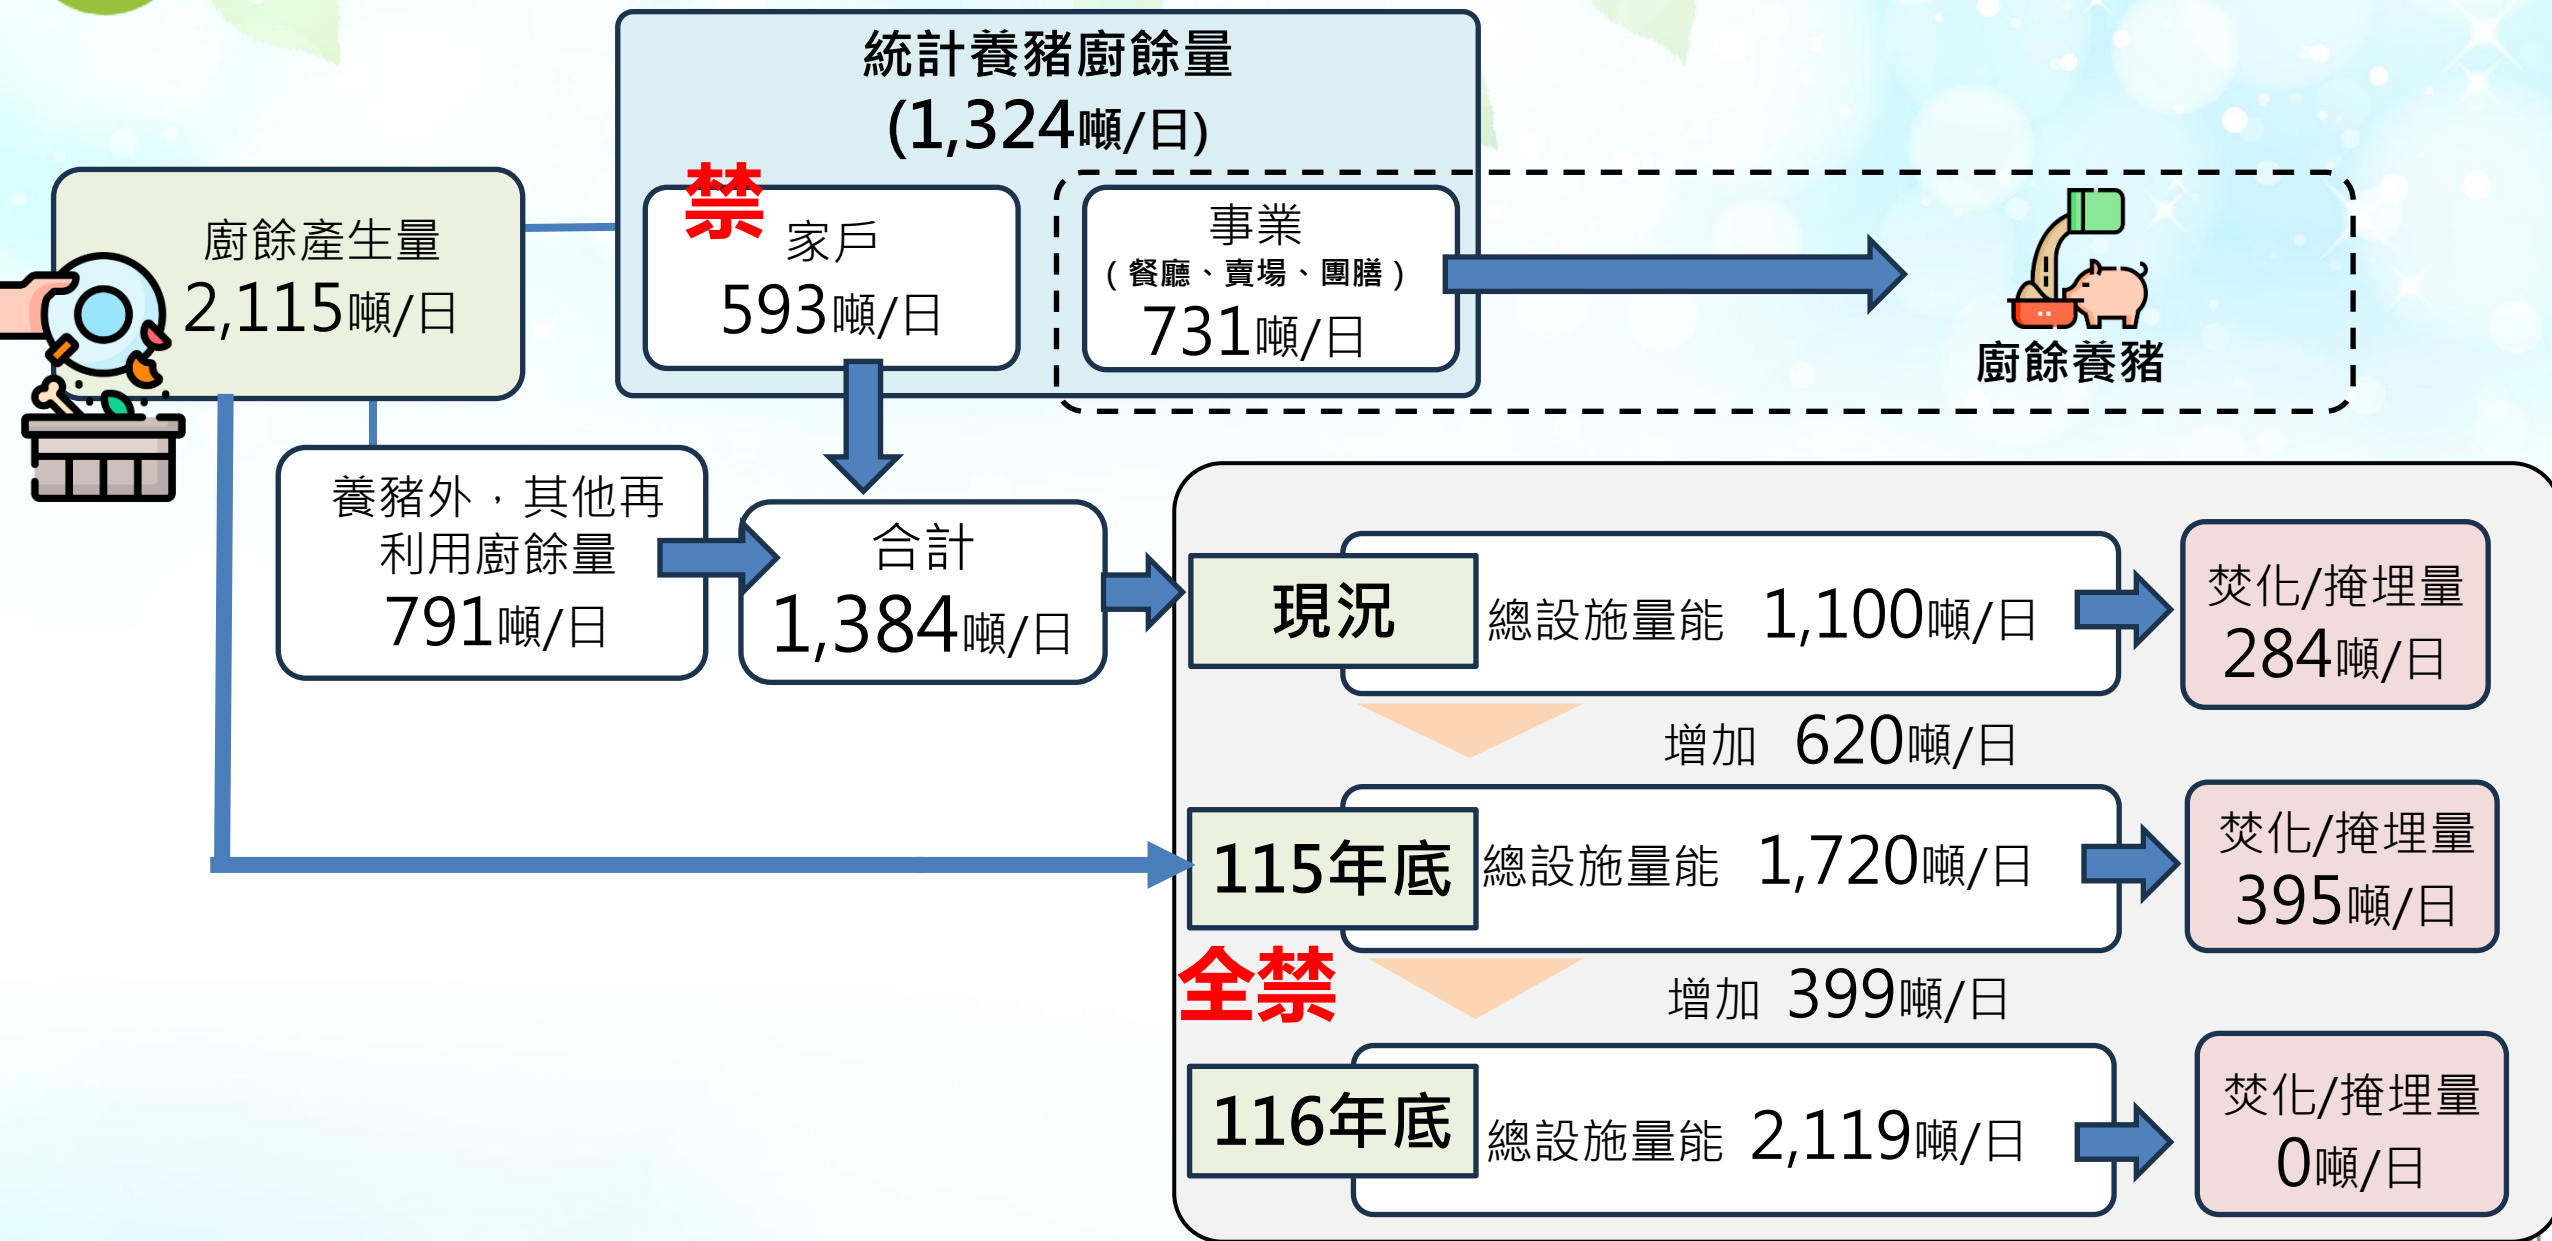 統計養豬廚餘量
(1,324噸/日)
廚餘產生量
2,115噸/日
禁
家戶
593噸/日
事業
(餐廳、賣場、團膳)
731噸/日
廚餘養豬
養豬外，其他再
利用廚餘量
791噸/日
合計
1,384噸/日
現況
總設施量能 1,100噸/日
焚化/掩埋量
284噸/日
增加 620噸/日
115年底
總設施量能 1,720噸/日
焚化/掩埋量
395噸/日
全禁
增加 399噸/日
116年底
總設施量能 2,119噸/日
焚化/掩埋量
0噸/日